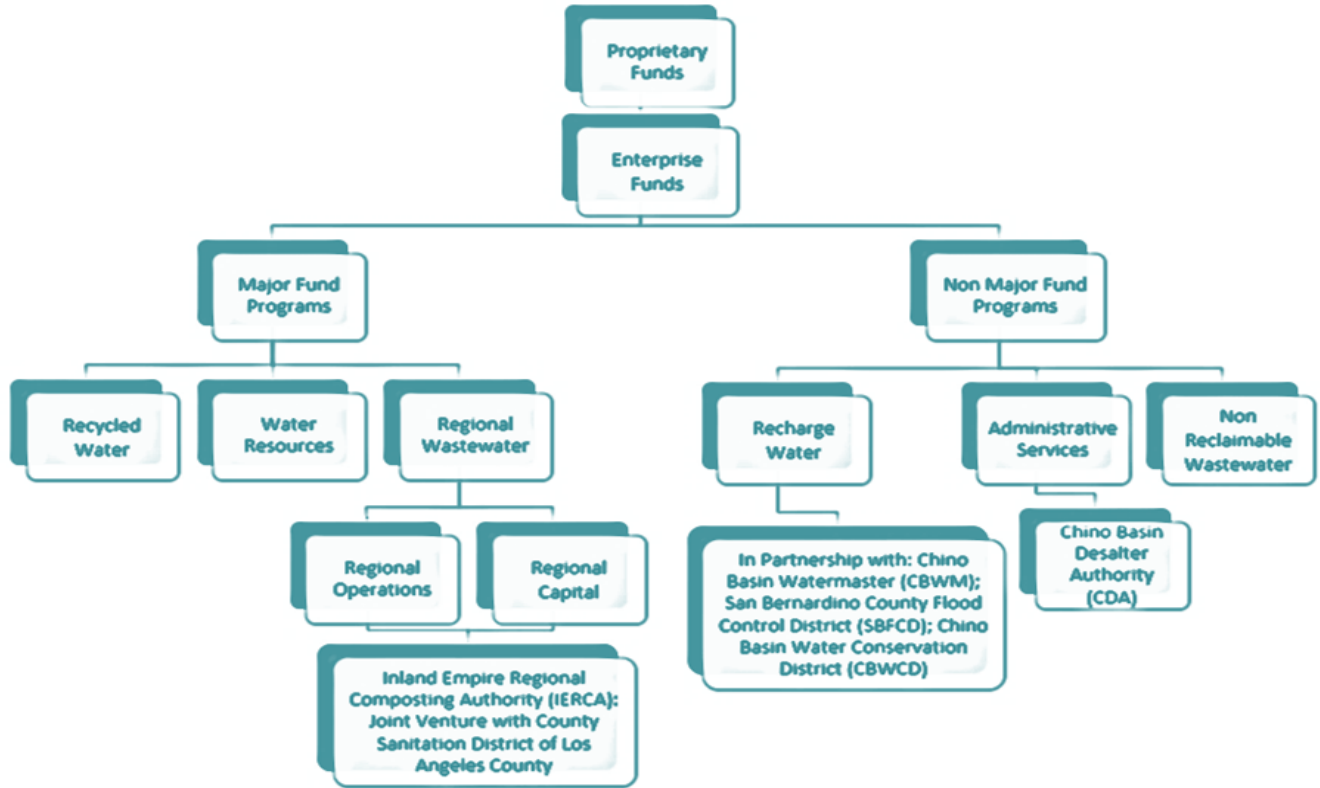 Proprietary
Funds
Enterprise
Funds
Major Fund
Programs
Non Major Fund
Programs
Recycled
Water
Water
Resources
Regional
Wastewater
Recharge
Water
Administrative
Services
Non
Reclaimable
Wastewater
Regional
Operations
Regional
Capital
In Partnership with: Chino
Basin Watermaster (CBWM);
San Bernardino County Flood
Control District (SBFCD); Chino
Basin Water Conservation
District (CBWCD)
Chino Basin
Desalter
Authority
(CDA)
Inland Empire Regional
Composting Authority (IERCA):
Joint Venture with County
Sanitation District of Los
Angeles County